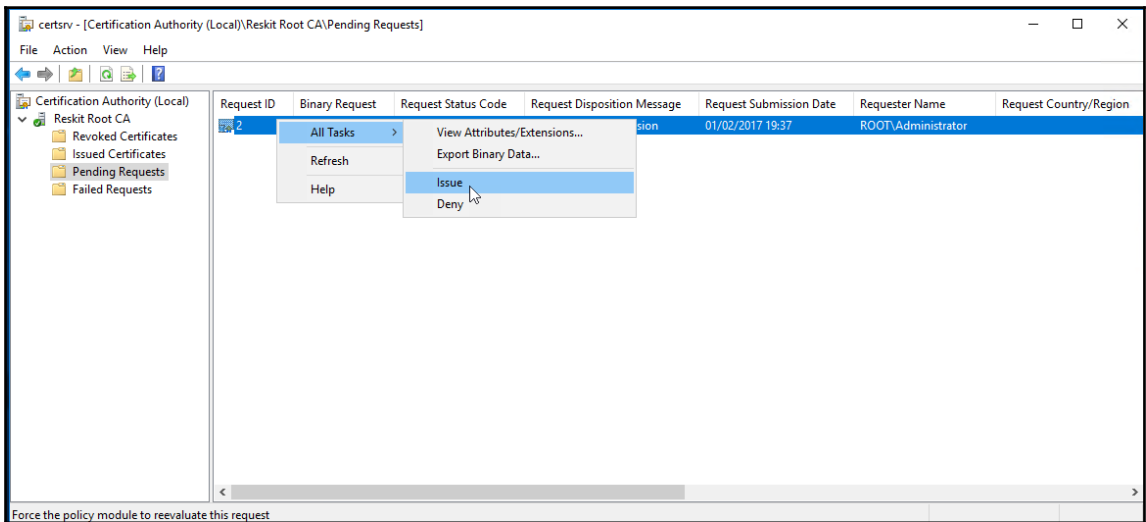 certsrv - [Certification Authority (Local)\Reskit Root CA\Pending Requests]
File Action View Help
Certification Authority (Local)
Reskit Root CA
Revoked Certificates
Issued Certificates
Pending Requests
Failed Requests
Request ID Binary Request Request Status Code Request Disposition Message Request Submission Date Requester Name Request Country/Region
2 sion 01/02/2017 19:37 ROOT\Administrator
All Tasks
Refresh
Help
View Attributes/Extensions...
Export Binary Data...
Issue
Deny
Force the policy module to reevaluate this request